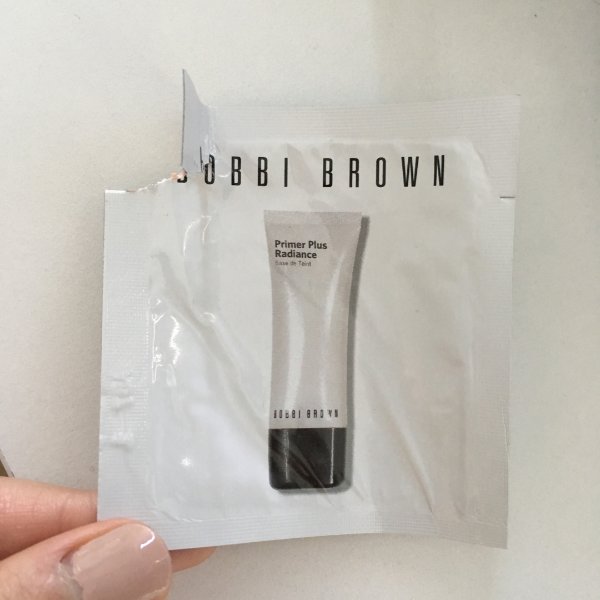 BOBBI BROWN
Primer Plus
Radiance
Base de Teint
BOBBI BROWN